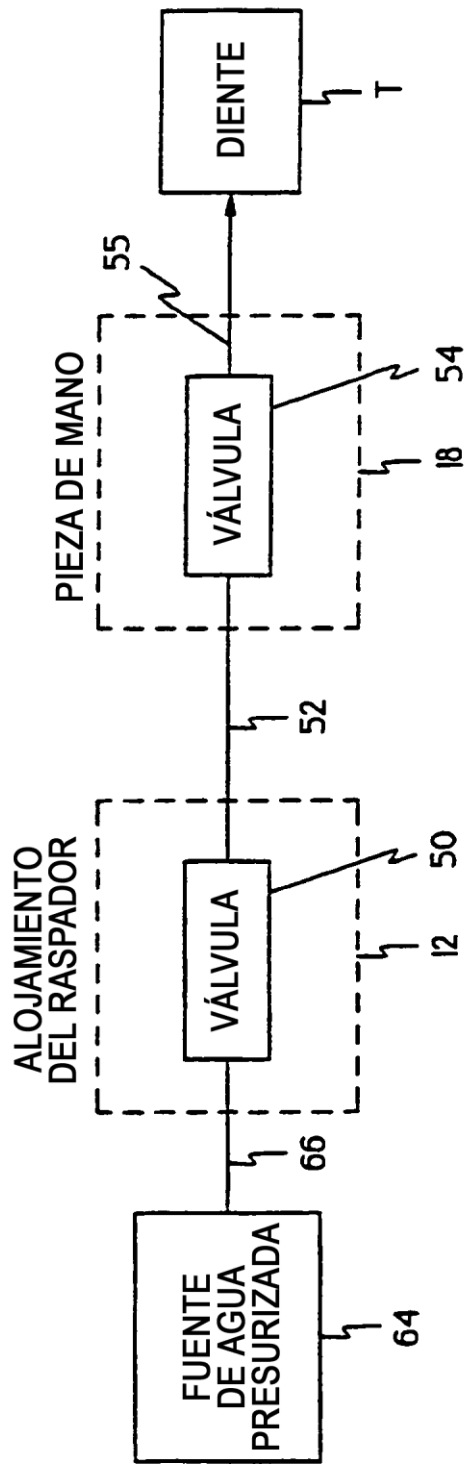 FUENTE
DE AGUA
PRESURIZADA
64
66
ALOJAMIENTO
DEL RASPADOR
VÁLVULA
50
12
52
PIEZA DE MANO
VÁLVULA
54
18
55
DIENTE
T